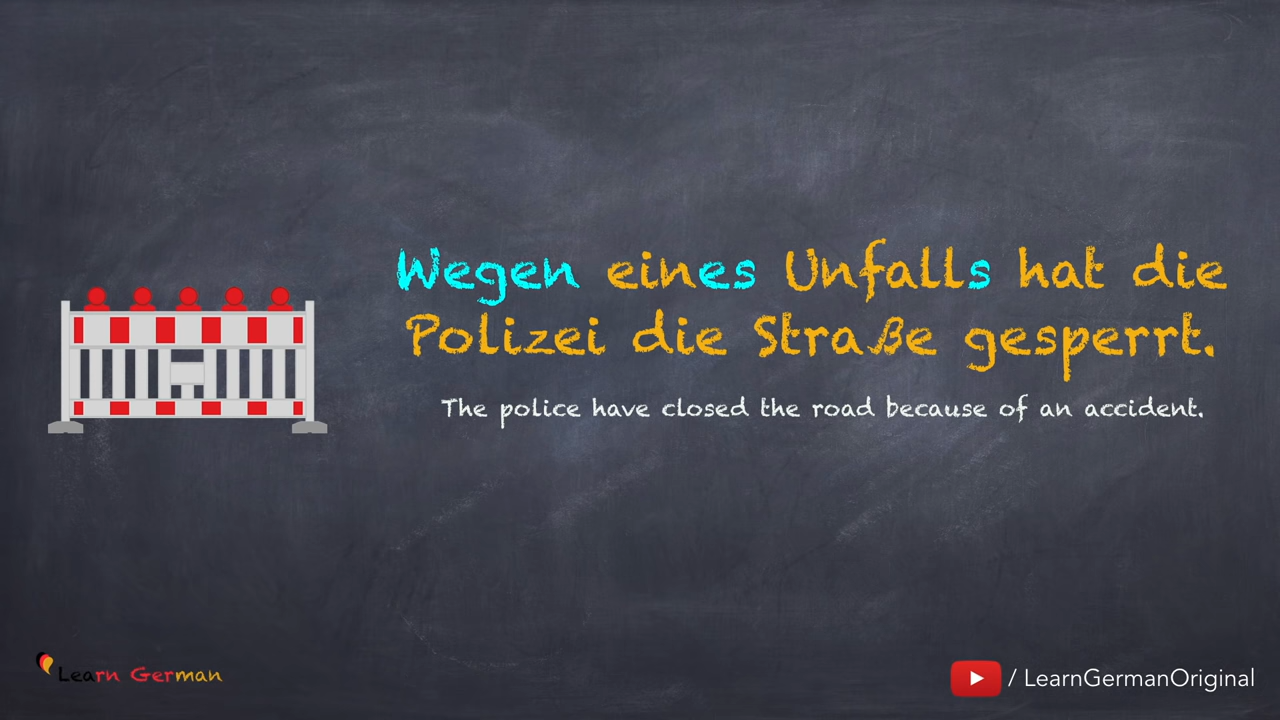 Wegen eines Unfalls hat die
Polizei die Straße gesperrt.
The police have closed the road because of an accident.
Learn German
/ LearnGermanOriginal